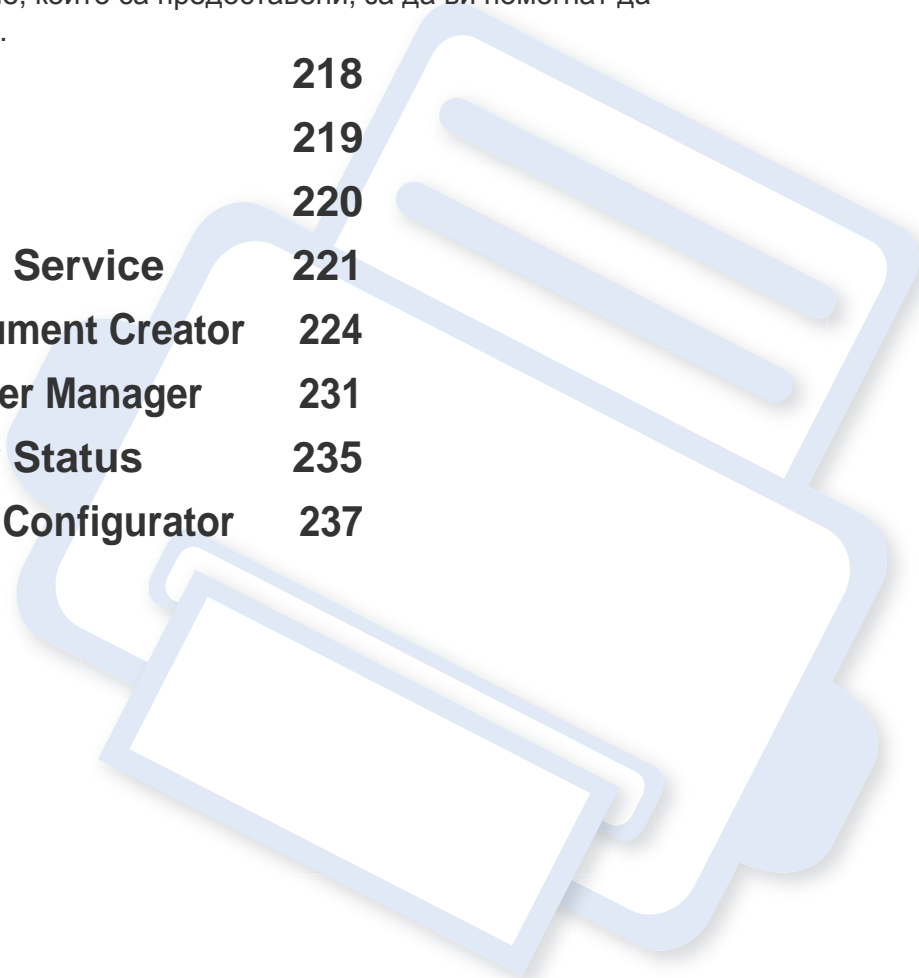 които са предоставени, за да ви помогнат да
.
218
219
220
Service 221
ument Creator 224
er Manager 231
Status 235
Configurator 237